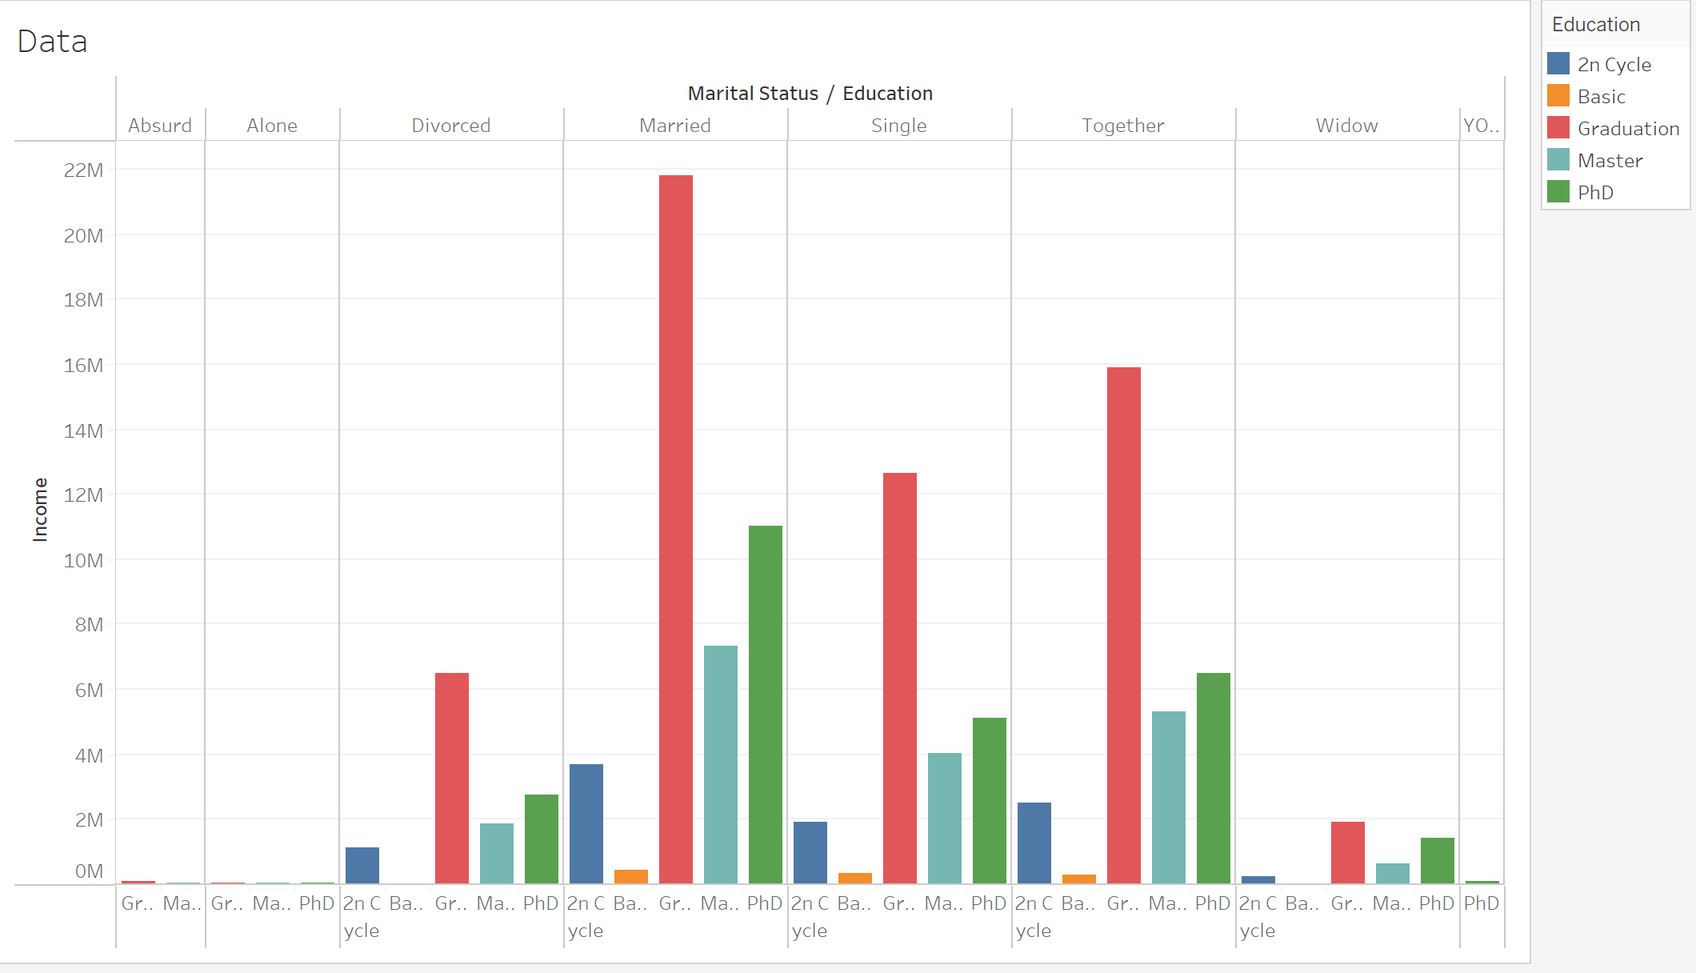 Data
Marital Status / Education
Absurd Alone Divorced Married Single Together Widow YO..
22M
20M
18M
16M
14M
12M
10M
8M
6M
4M
2M
0M
Income
Gr.. Ma.. Gr.. Ma.. PhD 2n C Ba.. Gr.. Ma.. PhD 2n C Ba.. Gr.. Ma.. PhD 2n C Ba.. Gr.. Ma.. PhD 2n C Ba.. Gr.. Ma.. PhD 2n C Ba.. Gr.. Ma.. PhD PhD
ycle ycle ycle ycle ycle
Education
2n Cycle
Basic
Graduation
Master
PhD